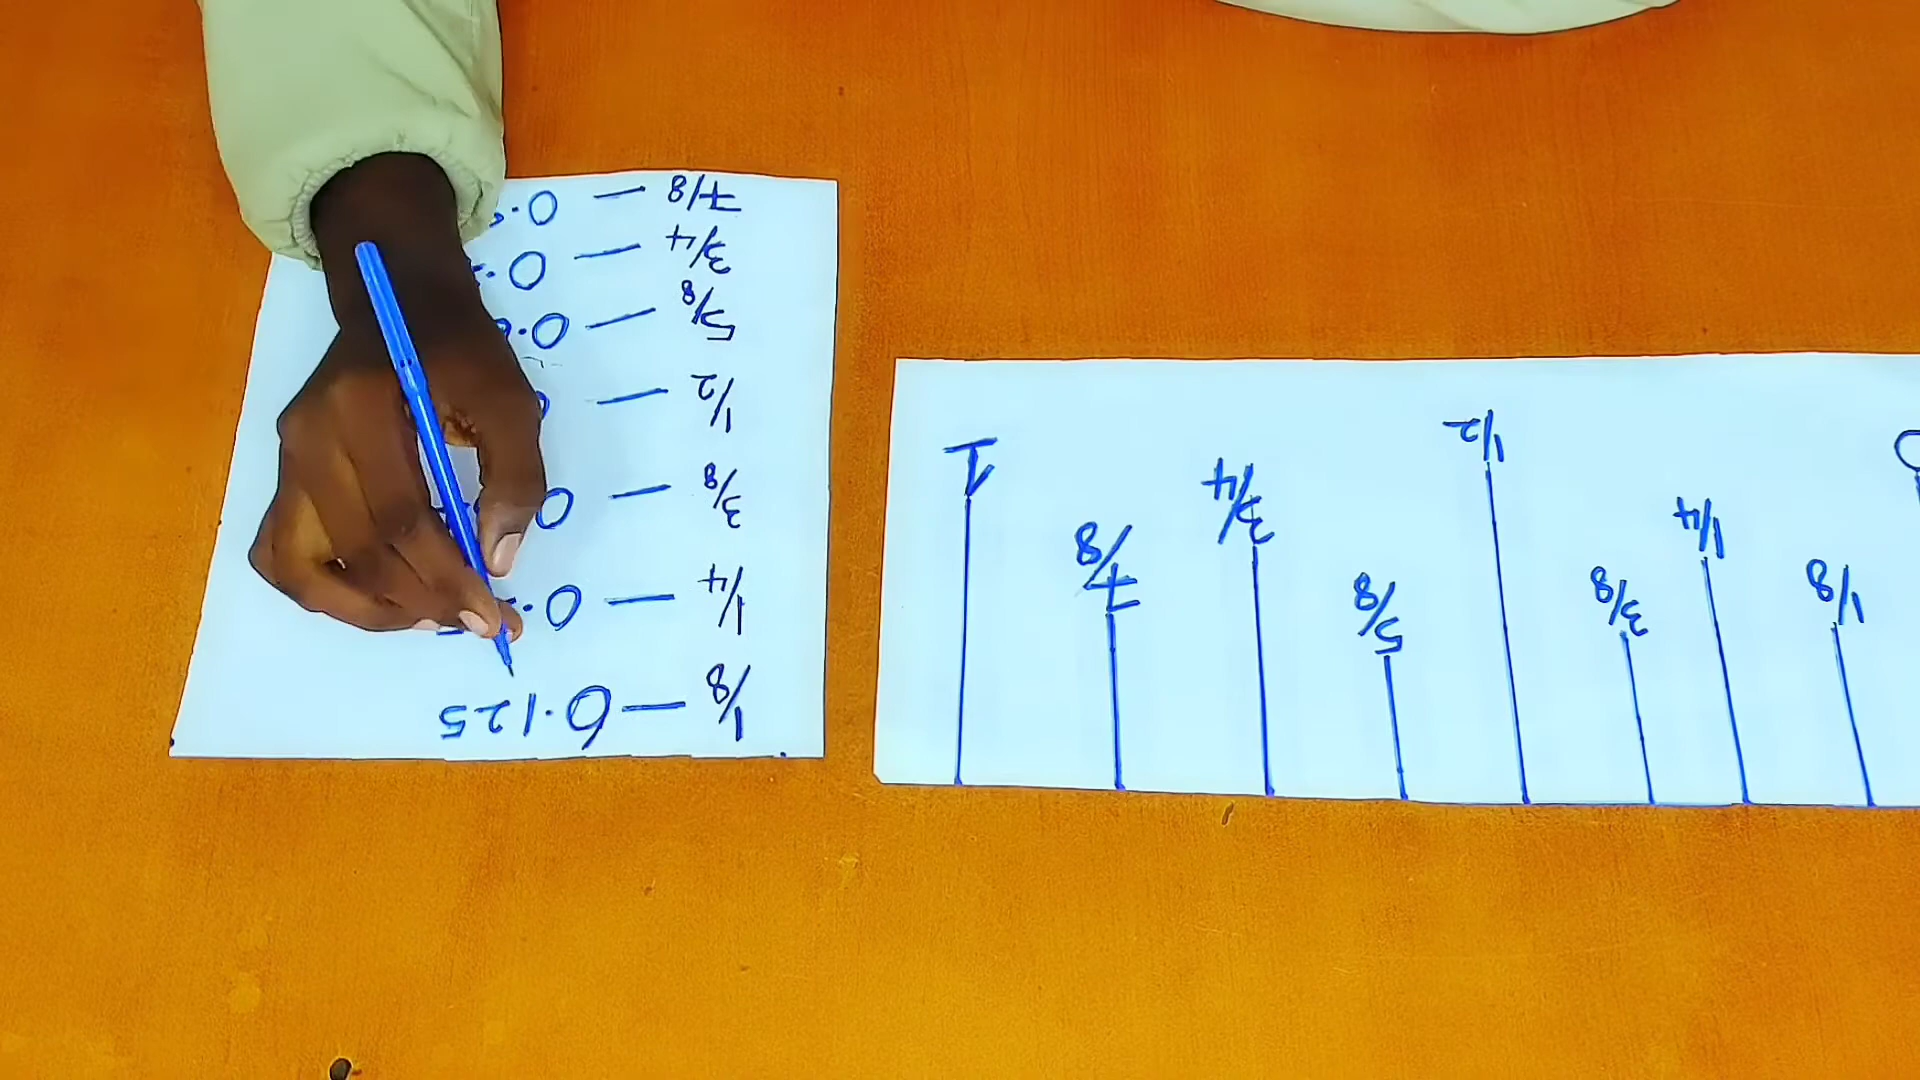 1/8 — 0.125
1/4 — 0.
3/8 — 0
1/2 —
5/8 — 0.
3/4 — 0.
7/8 — 0.
0 1/8 1/4 3/8 1/2 5/8 3/4 7/8 1